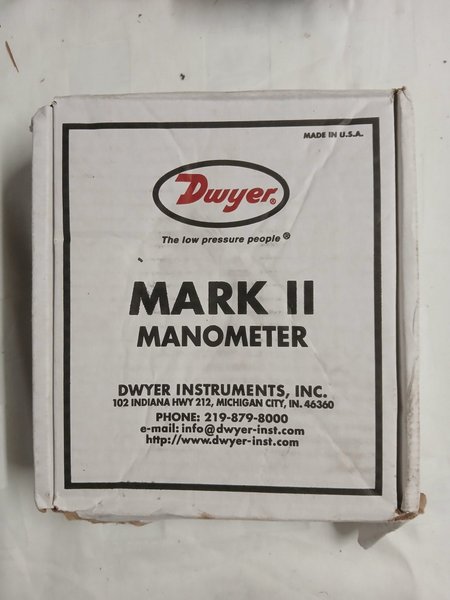 MADE IN U.S.A.
Dwyer®
The low pressure people®
MARK II
MANOMETER
DWYER INSTRUMENTS, INC.
102 INDIANA HWY 212, MICHIGAN CITY, IN. 46360
PHONE: 219-879-8000
e-mail: info@dwyer-inst.com
http://www.dwyer-inst.com